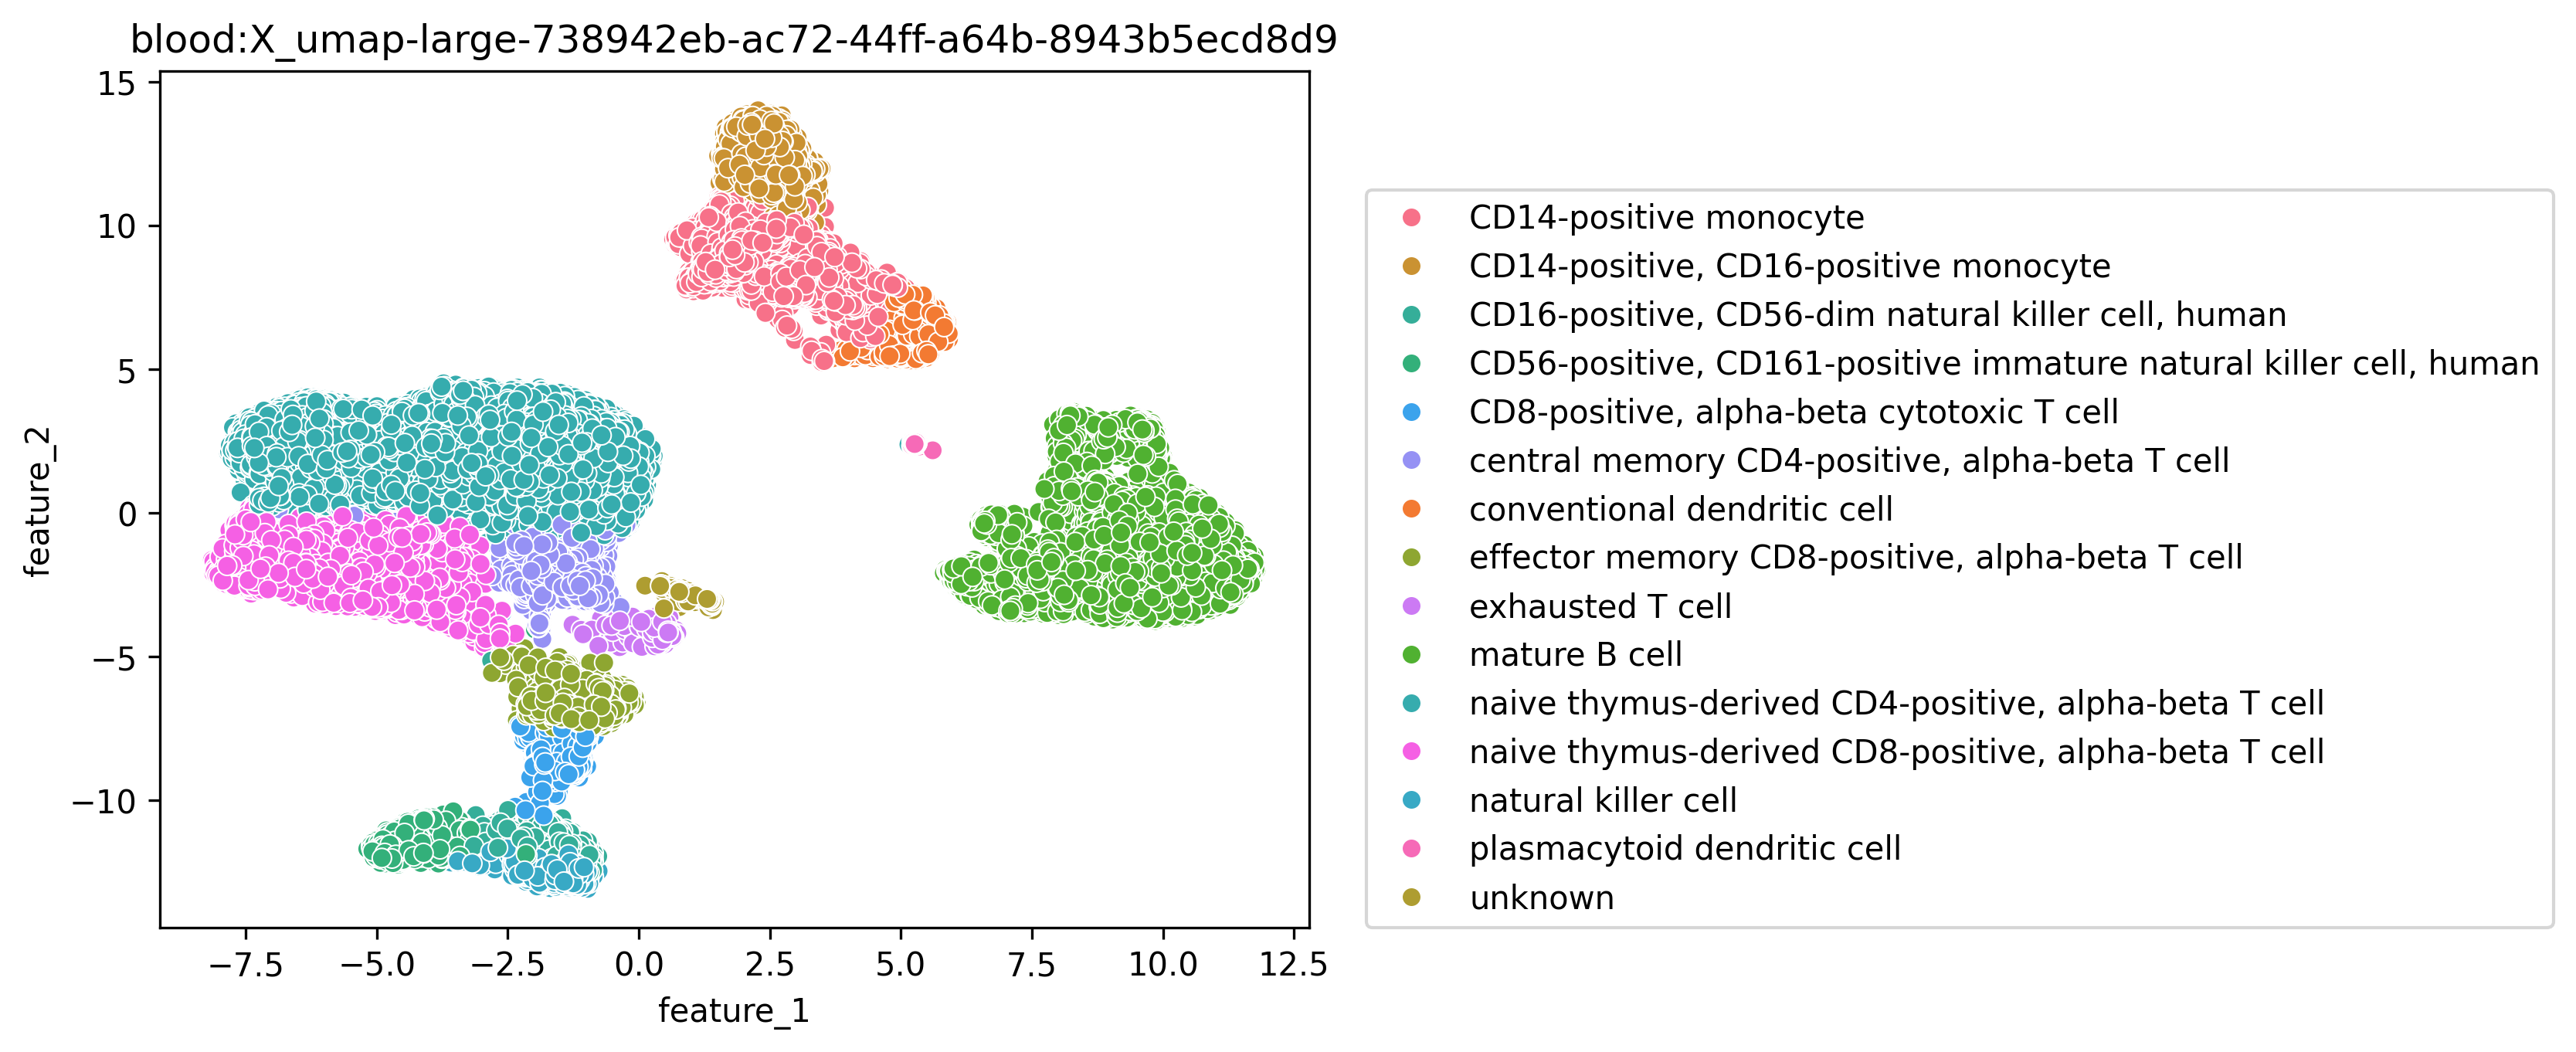 blood:X_umap-large-738942eb-ac72-44ff-a64b-8943b5ecd8d9
15
10
5
0
−5
−10
feature_2
−7.5 −5.0 −2.5 0.0 2.5 5.0 7.5 10.0 12.5
feature_1
CD14-positive monocyte
CD14-positive, CD16-positive monocyte
CD16-positive, CD56-dim natural killer cell, human
CD56-positive, CD161-positive immature natural killer cell, human
CD8-positive, alpha-beta cytotoxic T cell
central memory CD4-positive, alpha-beta T cell
conventional dendritic cell
effector memory CD8-positive, alpha-beta T cell
exhausted T cell
mature B cell
naive thymus-derived CD4-positive, alpha-beta T cell
naive thymus-derived CD8-positive, alpha-beta T cell
natural killer cell
plasmacytoid dendritic cell
unknown